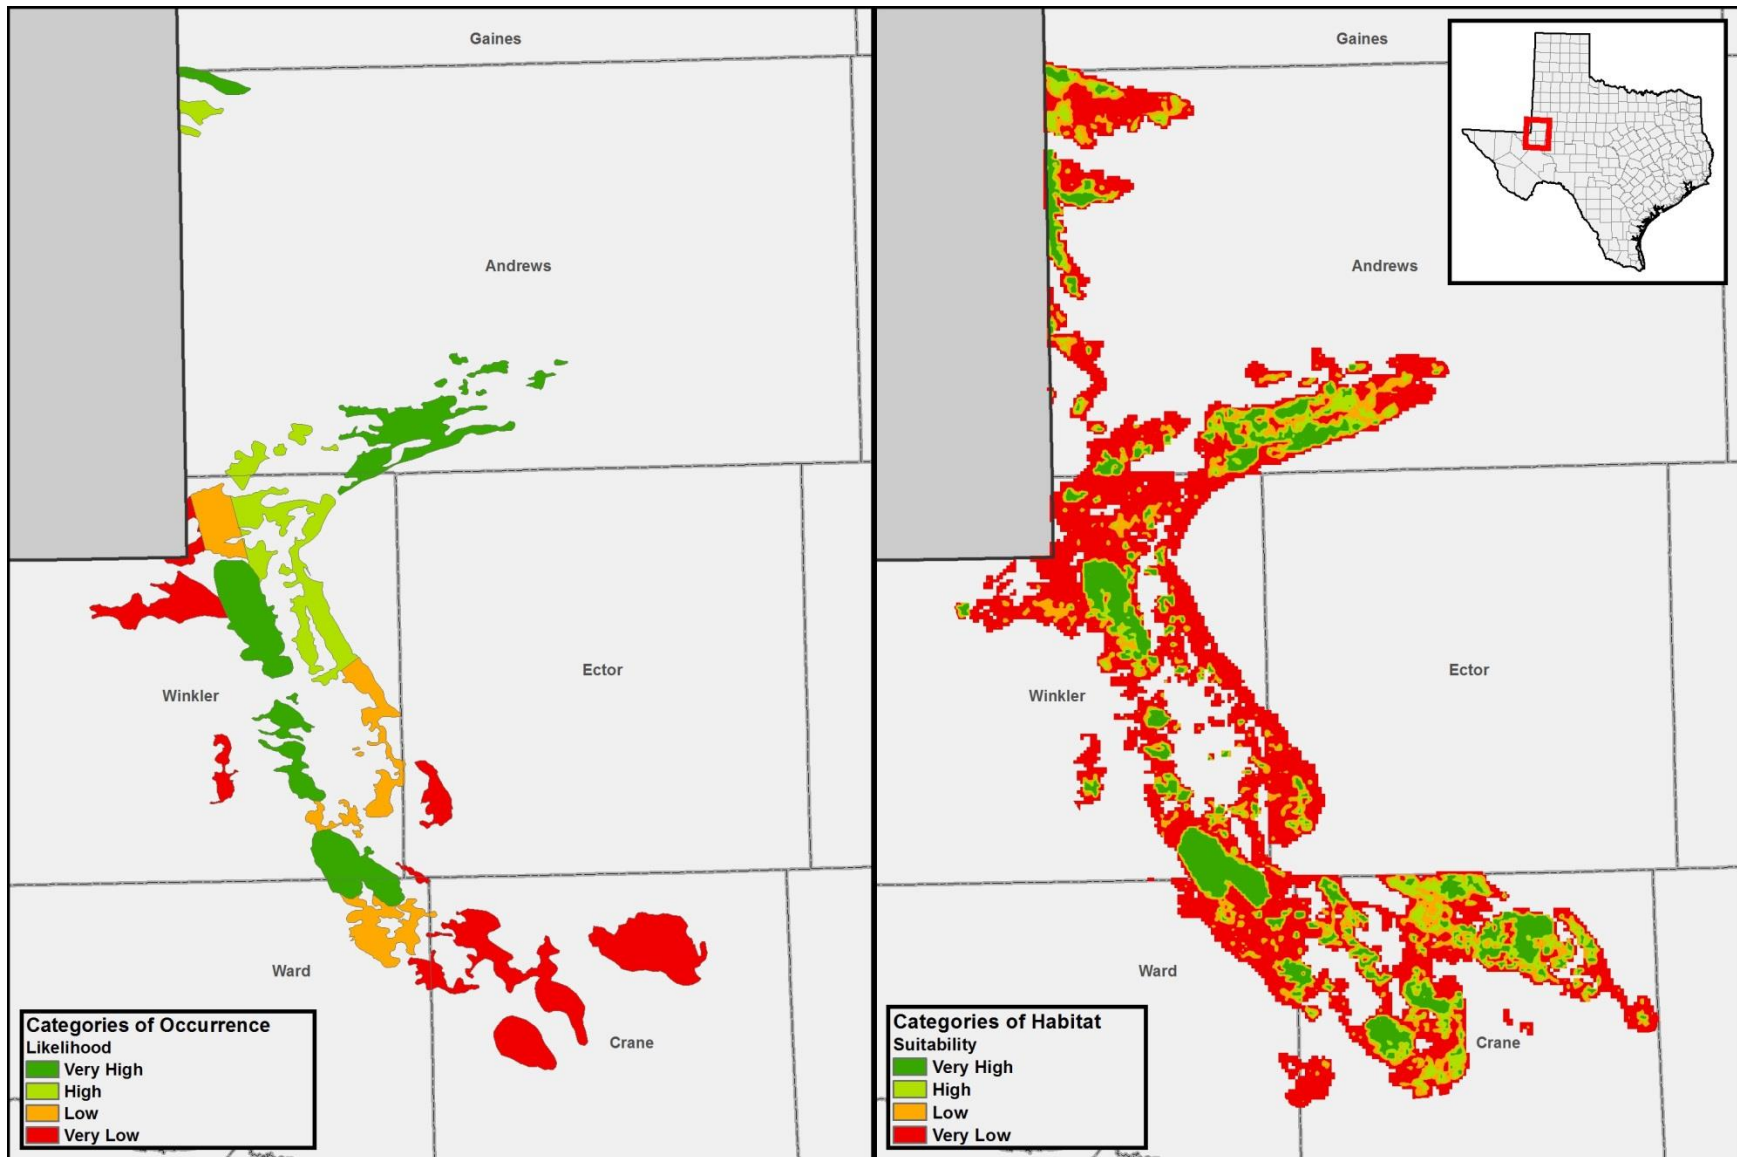 Gaines
Andrews
Ector
Winkler
Ward
Crane
Categories of Occurrence
Likelihood
Very High
High
Low
Very Low
Gaines
Andrews
Ector
Winkler
Ward
Crane
Categories of Habitat
Suitability
Very High
High
Low
Very Low